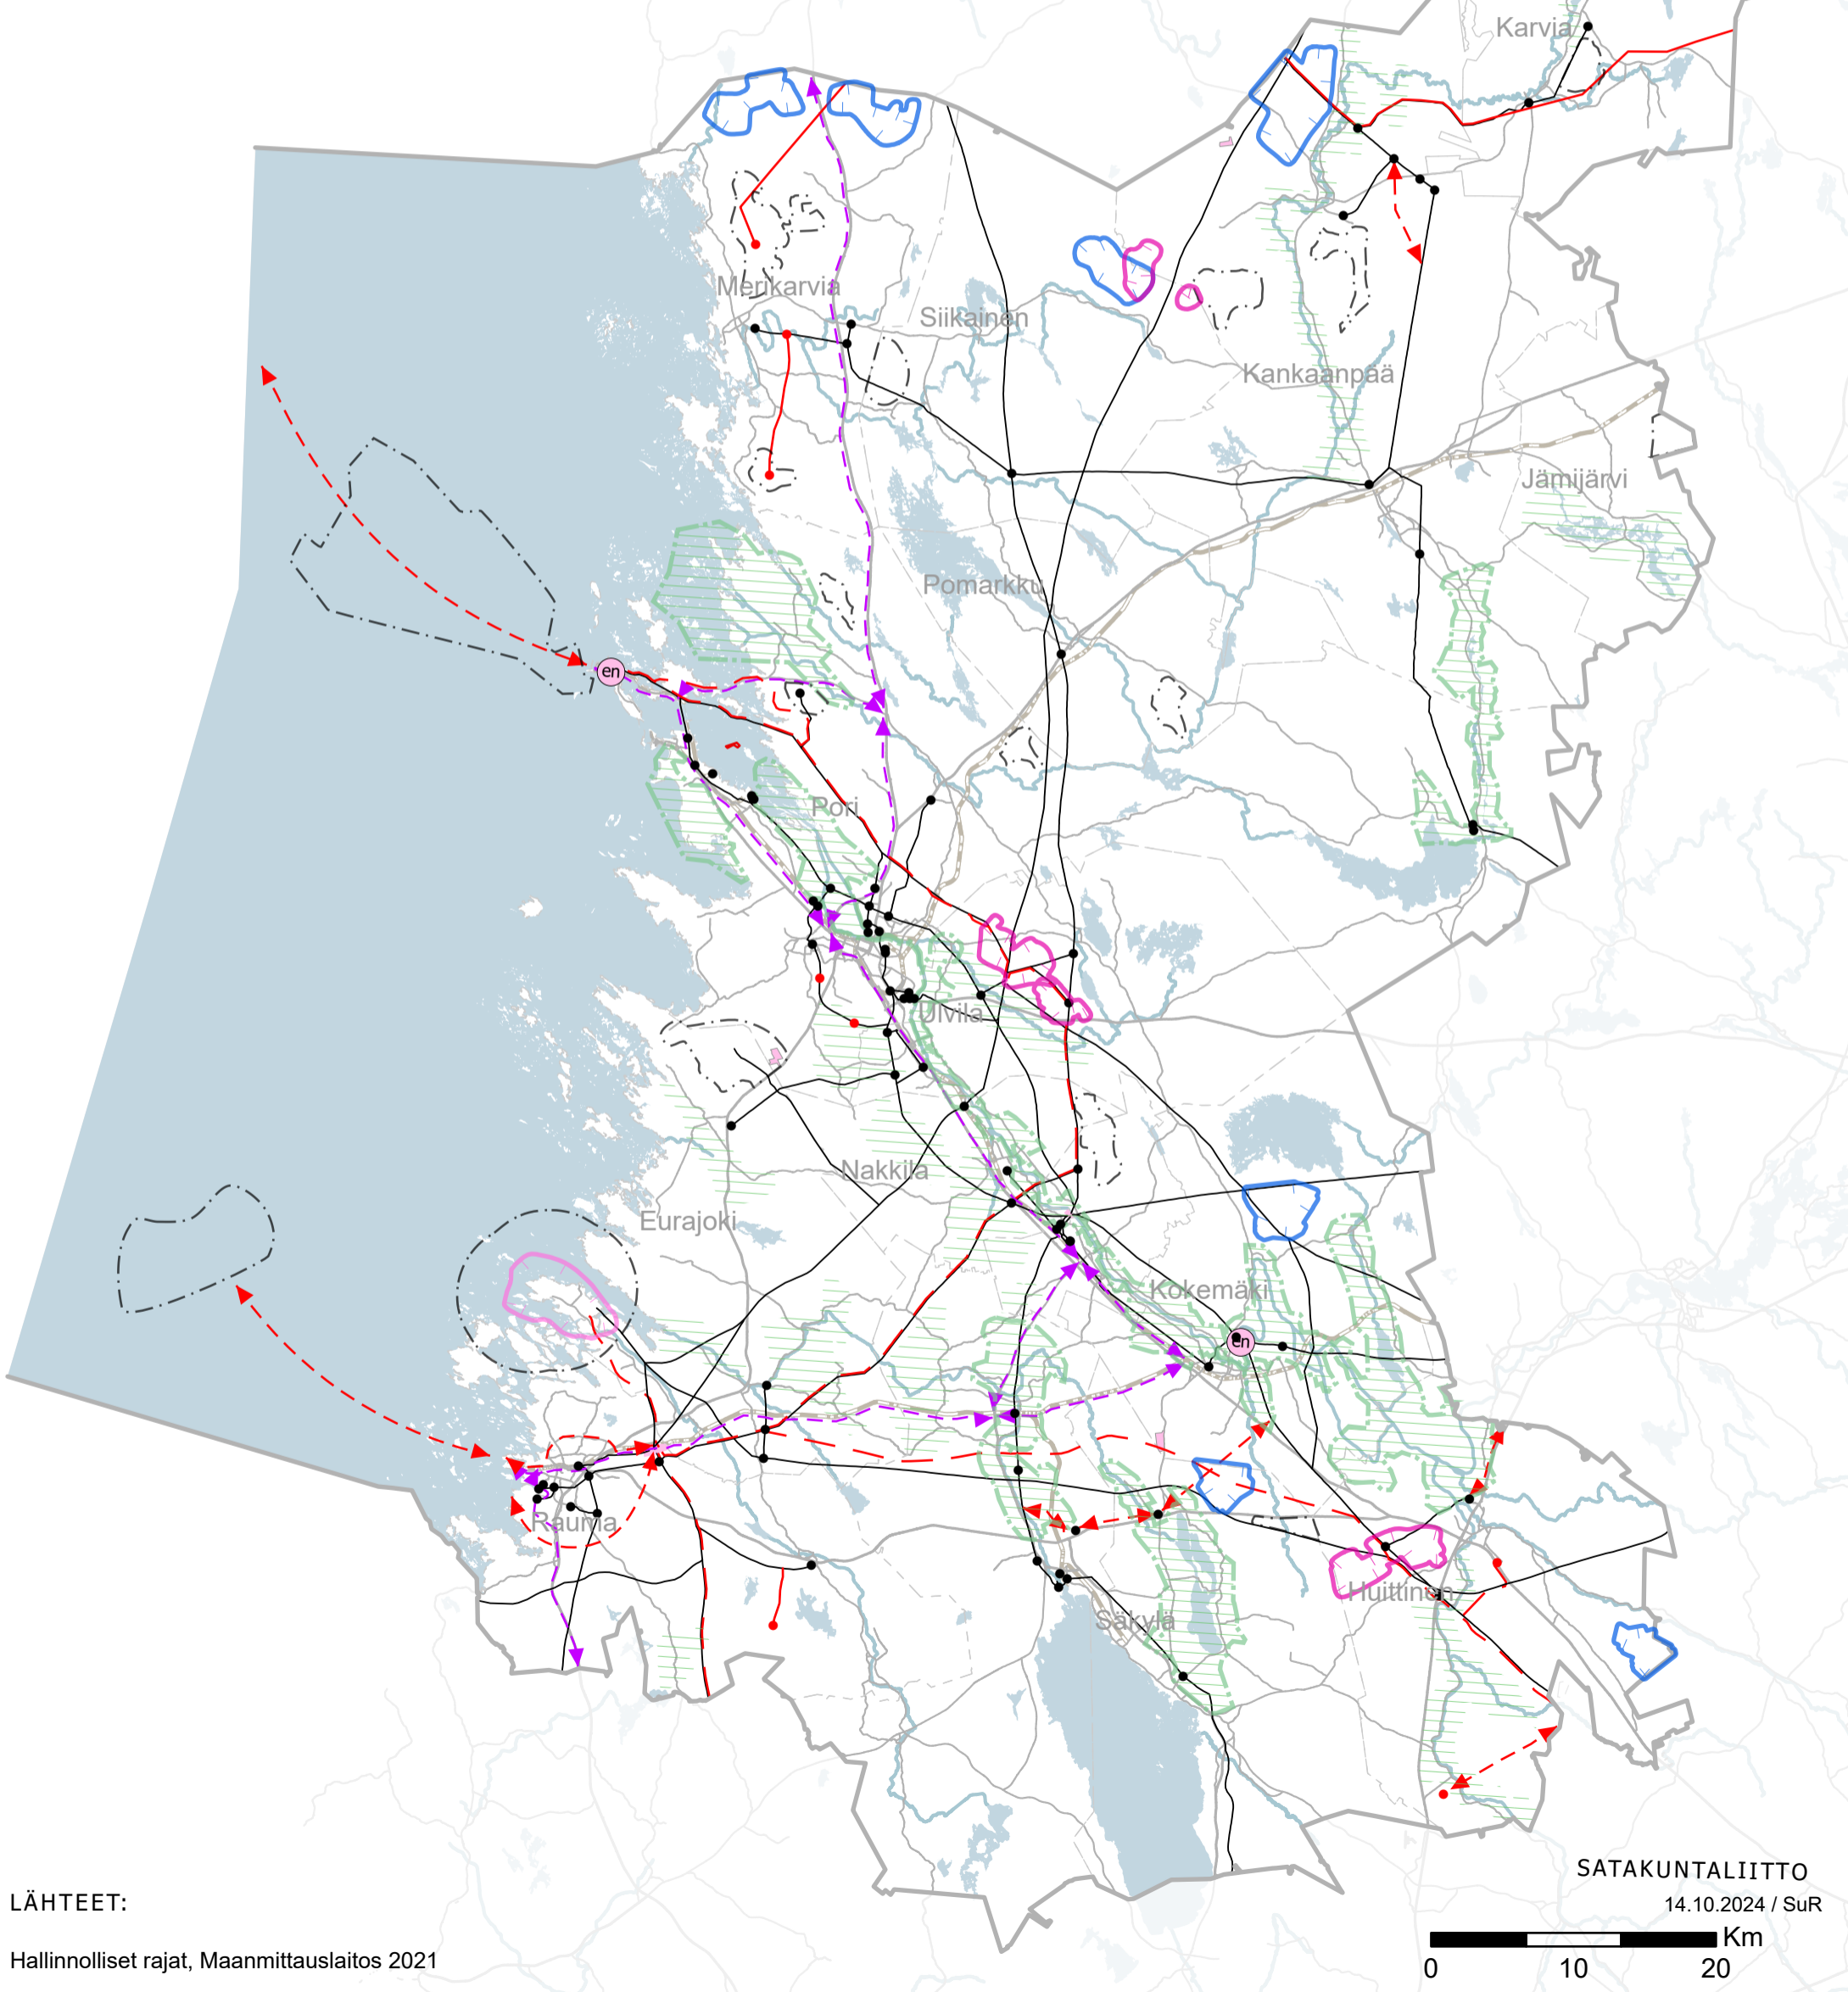 Karvia
Merikarvia
Siikainen
Kankaanpää
Jämijärvi
Pomarkku
en
Pori
Ulvila
Nakkila
Eurajoki
Kokemäki
en
Rauma
Huittinen
Säkylä
SATAKUNTALIITTO
14.10.2024 / SuR
Km
0 10 20
LÄHTEET:
Hallinnolliset rajat, Maanmittauslaitos 2021